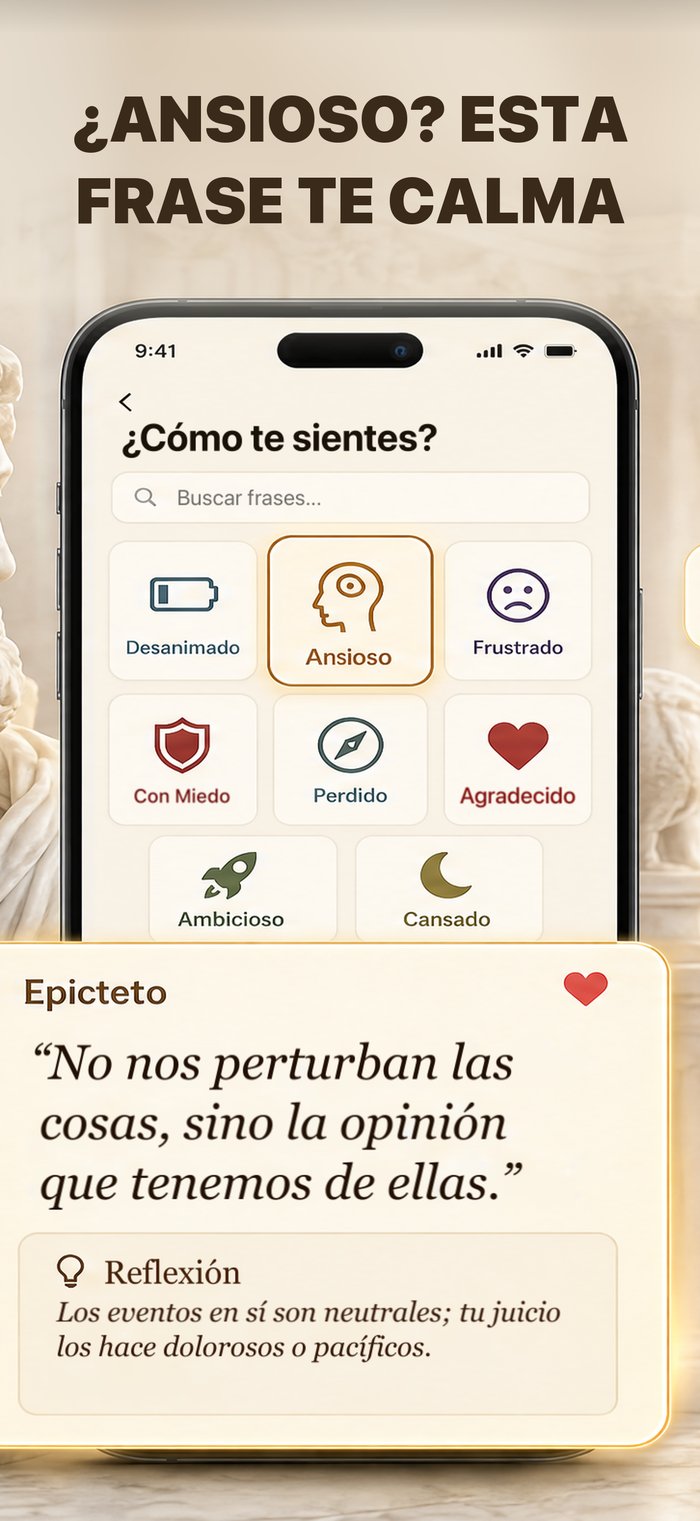 ¿ANSIOSO? ESTA
FRASE TE CALMA
9:41
¿Cómo te sientes?
Buscar frases...
Desanimado
Ansioso
Frustrado
Con Miedo
Perdido
Agradecido
Ambicioso
Cansado
Epicteto
“No nos perturban las
cosas, sino la opinión
que tenemos de ellas.”
Reflexión
Los eventos en sí son neutrales; tu juicio
los hace dolorosos o pacíficos.